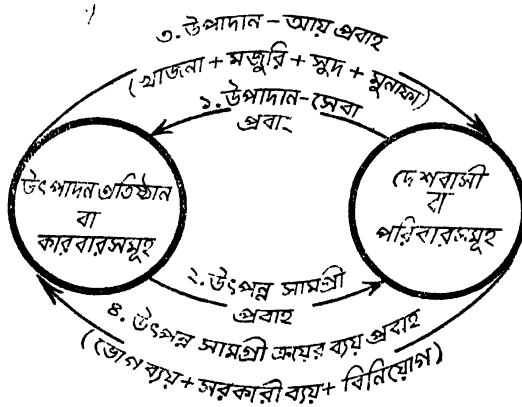 ৩. উপাদান - আয় প্রবাহ
(খাজনা + মজুরি + সুদ + মুনাফা)
১. উপাদান-সেবা
প্রবাহ
উৎপাদন প্রতিষ্ঠান
বা
কারবারসমূহ
দেশবাসী
বা
পরিবারসমূহ
২. উৎপন্ন সামগ্রী
প্রবাহ
৪. উৎপন্ন সামগ্রী ক্রয়ের ব্যয় প্রবাহ
(ভোগ ব্যয় + সরকারী ব্যয় + বিনিয়োগ)